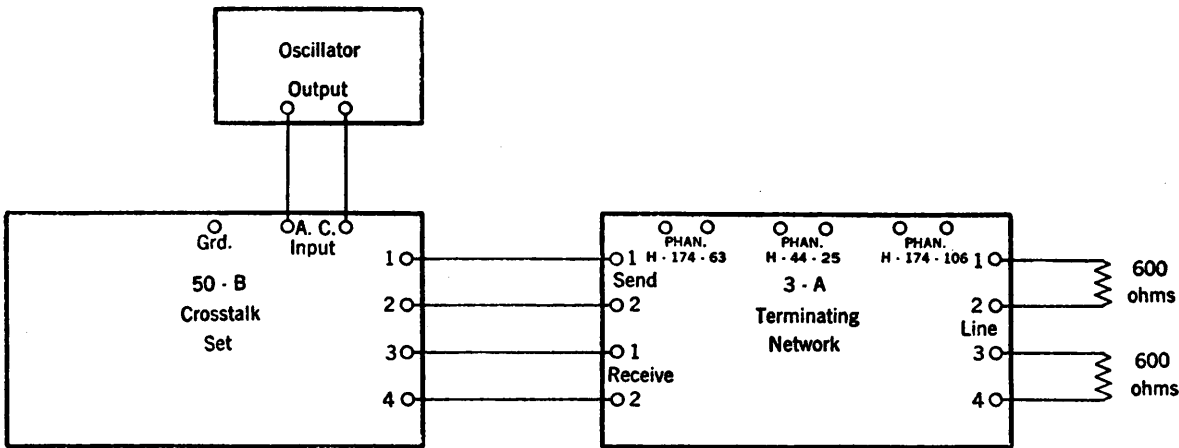 Oscillator
Output
Grd.
A. C.
Input
50 - B
Crosstalk
Set
1
2
3
4
PHAN.
H - 174 - 63
PHAN.
H - 44 - 25
PHAN.
H - 174 - 106
1
Send
2
1
Receive
2
3 - A
Terminating
Network
1
2
Line
3
4
600
ohms
600
ohms